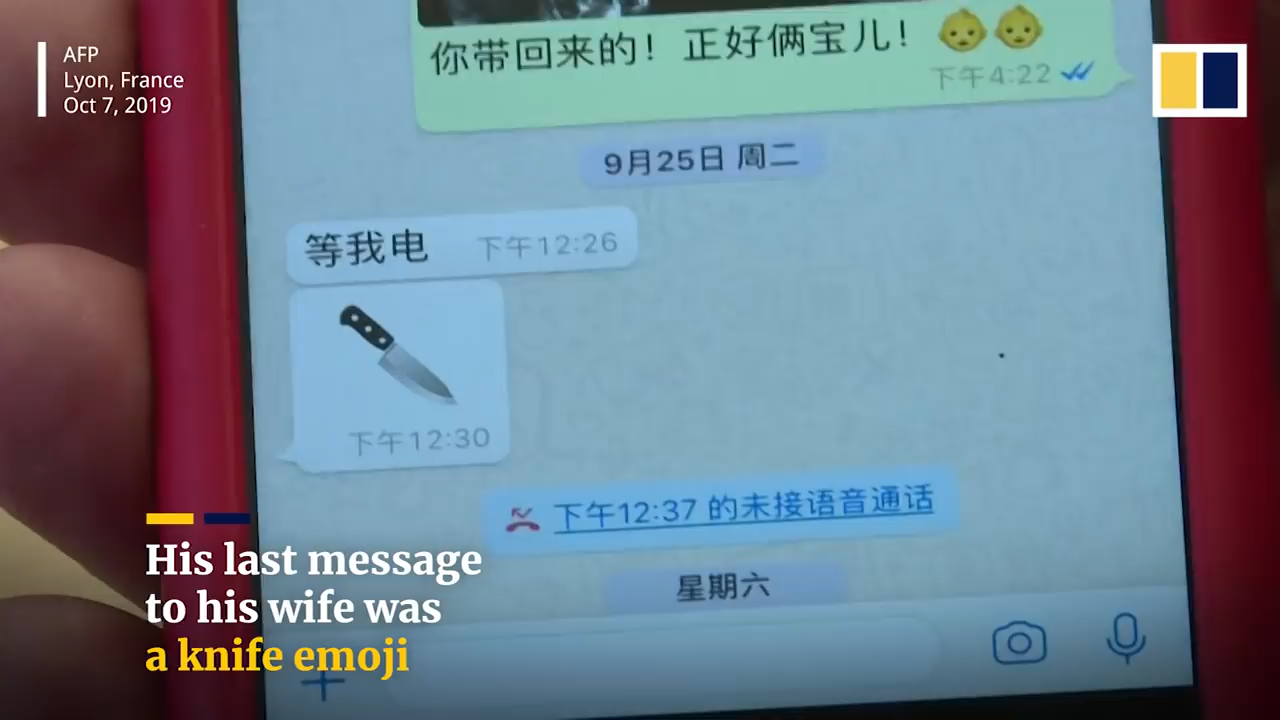 AFP
Lyon, France
Oct 7, 2019
你带回来的！正好俩宝儿！👶👶
下午4:22
9月25日 周二
等我电 下午12:26
🔪
下午12:30
下午12:37 的未接语音通话
星期六
His last message
to his wife was
a knife emoji